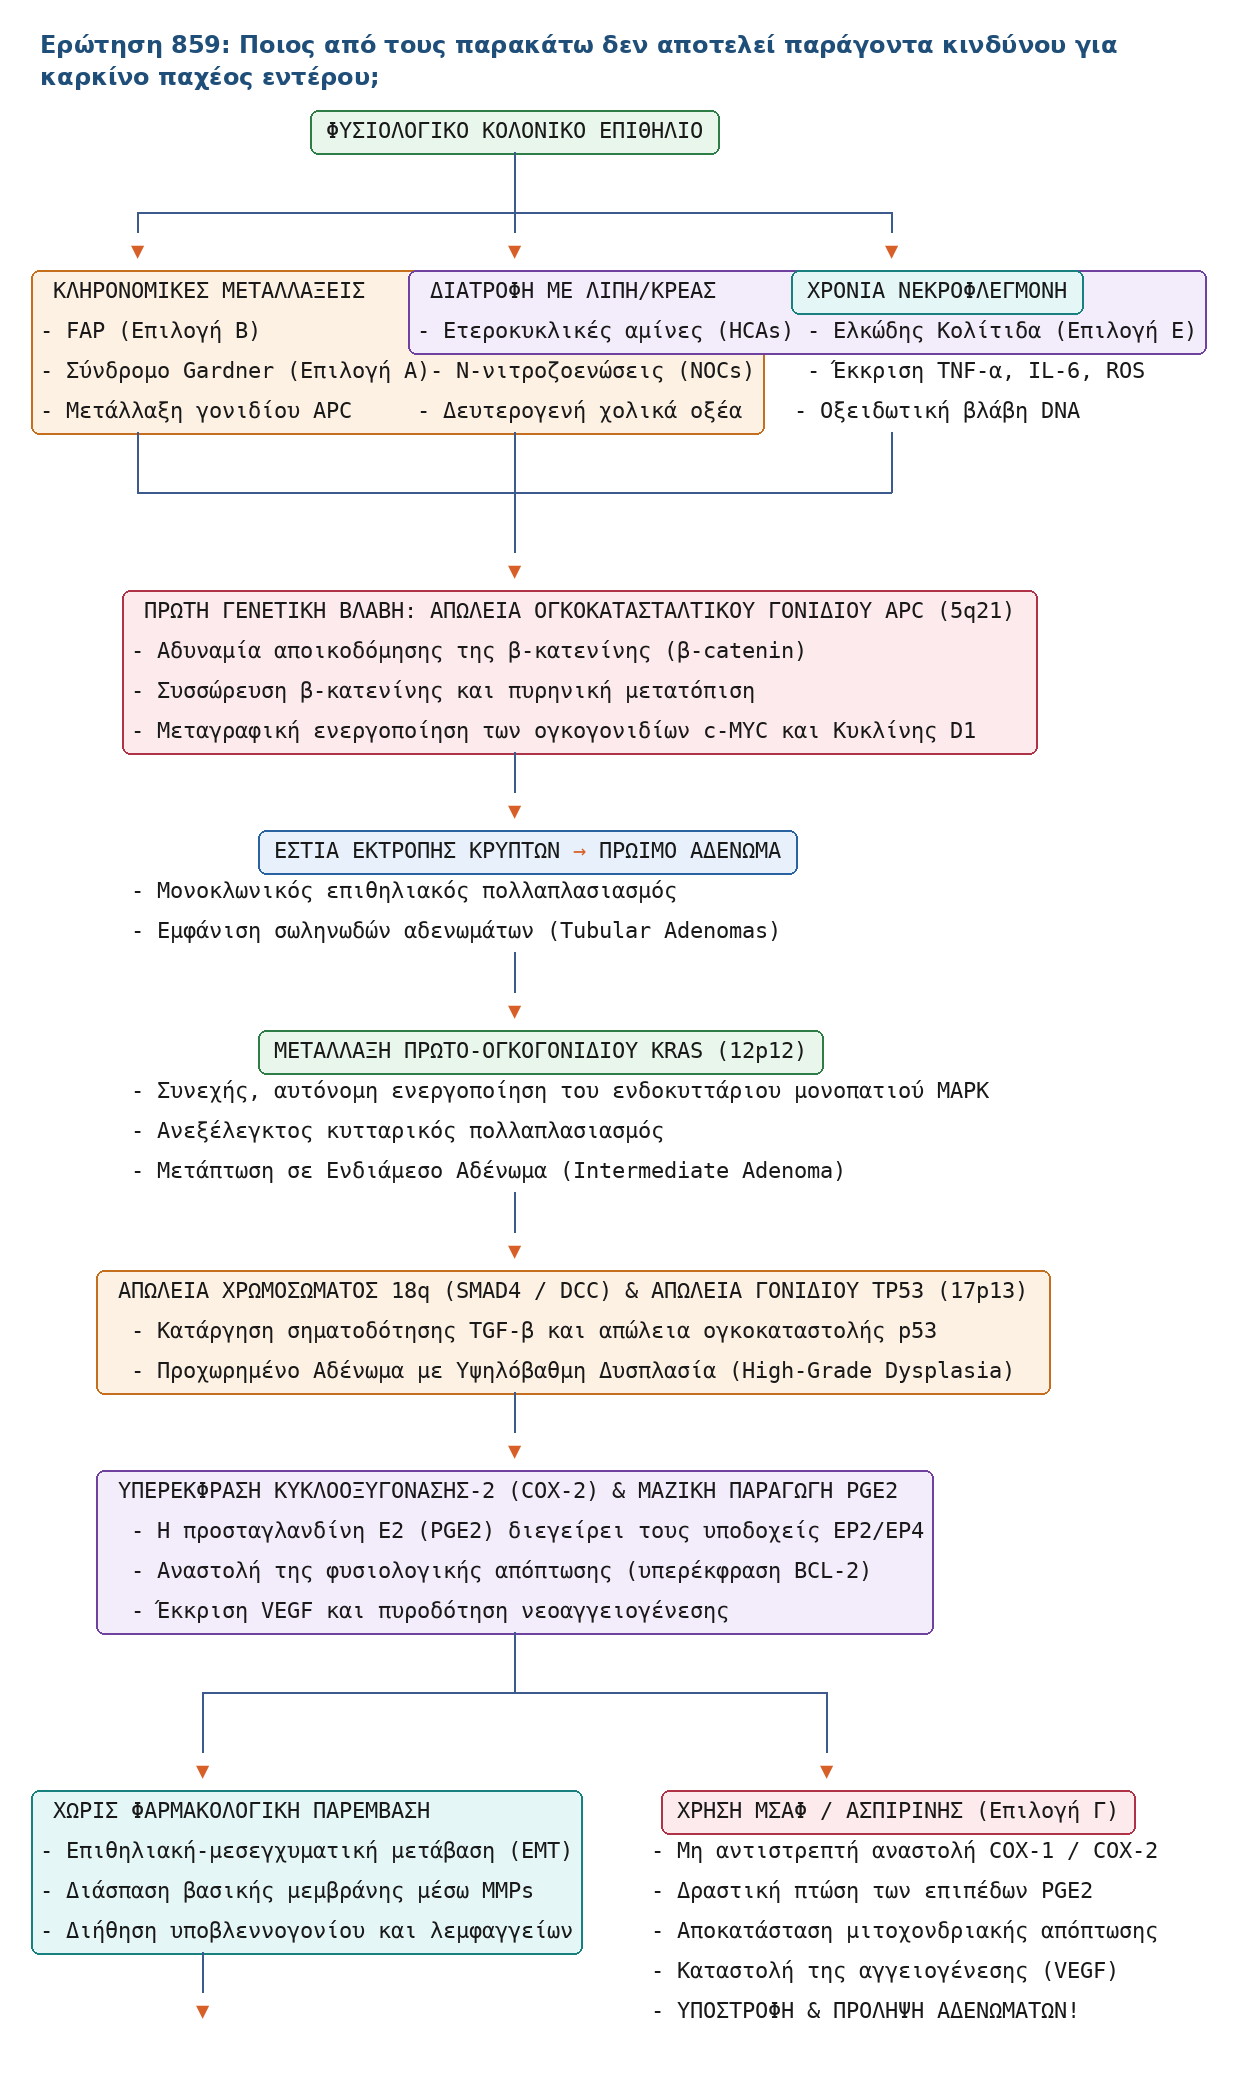 Ερώτηση 859: Ποιος από τους παρακάτω δεν αποτελεί παράγοντα κινδύνου για
καρκίνο παχέος εντέρου;
ΦΥΣΙΟΛΟΓΙΚΟ ΚΟΛΟΝΙΚΟ ΕΠΙΘΗΛΙΟ
▼ ▼ ▼
ΚΛΗΡΟΝΟΜΙΚΕΣ ΜΕΤΑΛΛΑΞΕΙΣ ΔΙΑΤΡΟΦΗ ΜΕ ΛΙΠΗ/ΚΡΕΑΣ ΧΡΟΝΙΑ ΝΕΚΡΟΦΛΕΓΜΟΝΗ
- FAP (Επιλογή Β) - Ετεροκυκλικές αμίνες (HCAs) - Ελκώδης Κολίτιδα (Επιλογή Ε)
- Σύνδρομο Gardner (Επιλογή Α)- Ν-νιτροζοενώσεις (NOCs) - Έκκριση TNF-α, IL-6, ROS
- Μετάλλαξη γονιδίου APC - Δευτερογενή χολικά οξέα - Οξειδωτική βλάβη DNA
▼
ΠΡΩΤΗ ΓΕΝΕΤΙΚΗ ΒΛΑΒΗ: ΑΠΩΛΕΙΑ ΟΓΚΟΚΑΤΑΣΤΑΛΤΙΚΟΥ ΓΟΝΙΔΙΟΥ APC (5q21)
- Αδυναμία αποικοδόμησης της β-κατενίνης (β-catenin)
- Συσσώρευση β-κατενίνης και πυρηνική μετατόπιση
- Μεταγραφική ενεργοποίηση των ογκογονιδίων c-MYC και Κυκλίνης D1
▼
ΕΣΤΙΑ ΕΚΤΡΟΠΗΣ ΚΡΥΠΤΩΝ → ΠΡΩΙΜΟ ΑΔΕΝΩΜΑ
- Μονοκλωνικός επιθηλιακός πολλαπλασιασμός
- Εμφάνιση σωληνωδών αδενωμάτων (Tubular Adenomas)
▼
ΜΕΤΑΛΛΑΞΗ ΠΡΩΤΟ-ΟΓΚΟΓΟΝΙΔΙΟΥ KRAS (12p12)
- Συνεχής, αυτόνομη ενεργοποίηση του ενδοκυττάριου μονοπατιού MAPK
- Ανεξέλεγκτος κυτταρικός πολλαπλασιασμός
- Μετάπτωση σε Ενδιάμεσο Αδένωμα (Intermediate Adenoma)
▼
ΑΠΩΛΕΙΑ ΧΡΩΜΟΣΩΜΑΤΟΣ 18q (SMAD4 / DCC) & ΑΠΩΛΕΙΑ ΓΟΝΙΔΙΟΥ TP53 (17p13)
- Κατάργηση σηματοδότησης TGF-β και απώλεια ογκοκαταστολής p53
- Προχωρημένο Αδένωμα με Υψηλόβαθμη Δυσπλασία (High-Grade Dysplasia)
▼
ΥΠΕΡΕΚΦΡΑΣΗ ΚΥΚΛΟΟΞΥΓΟΝΑΣΗΣ-2 (COX-2) & ΜΑΖΙΚΗ ΠΑΡΑΓΩΓΗ PGE2
- Η προσταγλανδίνη E2 (PGE2) διεγείρει τους υποδοχείς EP2/EP4
- Αναστολή της φυσιολογικής απόπτωσης (υπερέκφραση BCL-2)
- Έκκριση VEGF και πυροδότηση νεοαγγειογένεσης
▼ ▼
ΧΩΡΙΣ ΦΑΡΜΑΚΟΛΟΓΙΚΗ ΠΑΡΕΜΒΑΣΗ ΧΡΗΣΗ ΜΣΑΦ / ΑΣΠΙΡΙΝΗΣ (Επιλογή Γ)
- Επιθηλιακή-μεσεγχυματική μετάβαση (EMT) - Μη αντιστρεπτή αναστολή COX-1 / COX-2
- Διάσπαση βασικής μεμβράνης μέσω MMPs - Δραστική πτώση των επιπέδων PGE2
- Διήθηση υποβλεννογονίου και λεμφαγγείων - Αποκατάσταση μιτοχονδριακής απόπτωσης
- Καταστολή της αγγειογένεσης (VEGF)
▼ - ΥΠΟΣΤΡΟΦΗ & ΠΡΟΛΗΨΗ ΑΔΕΝΩΜΑΤΩΝ!